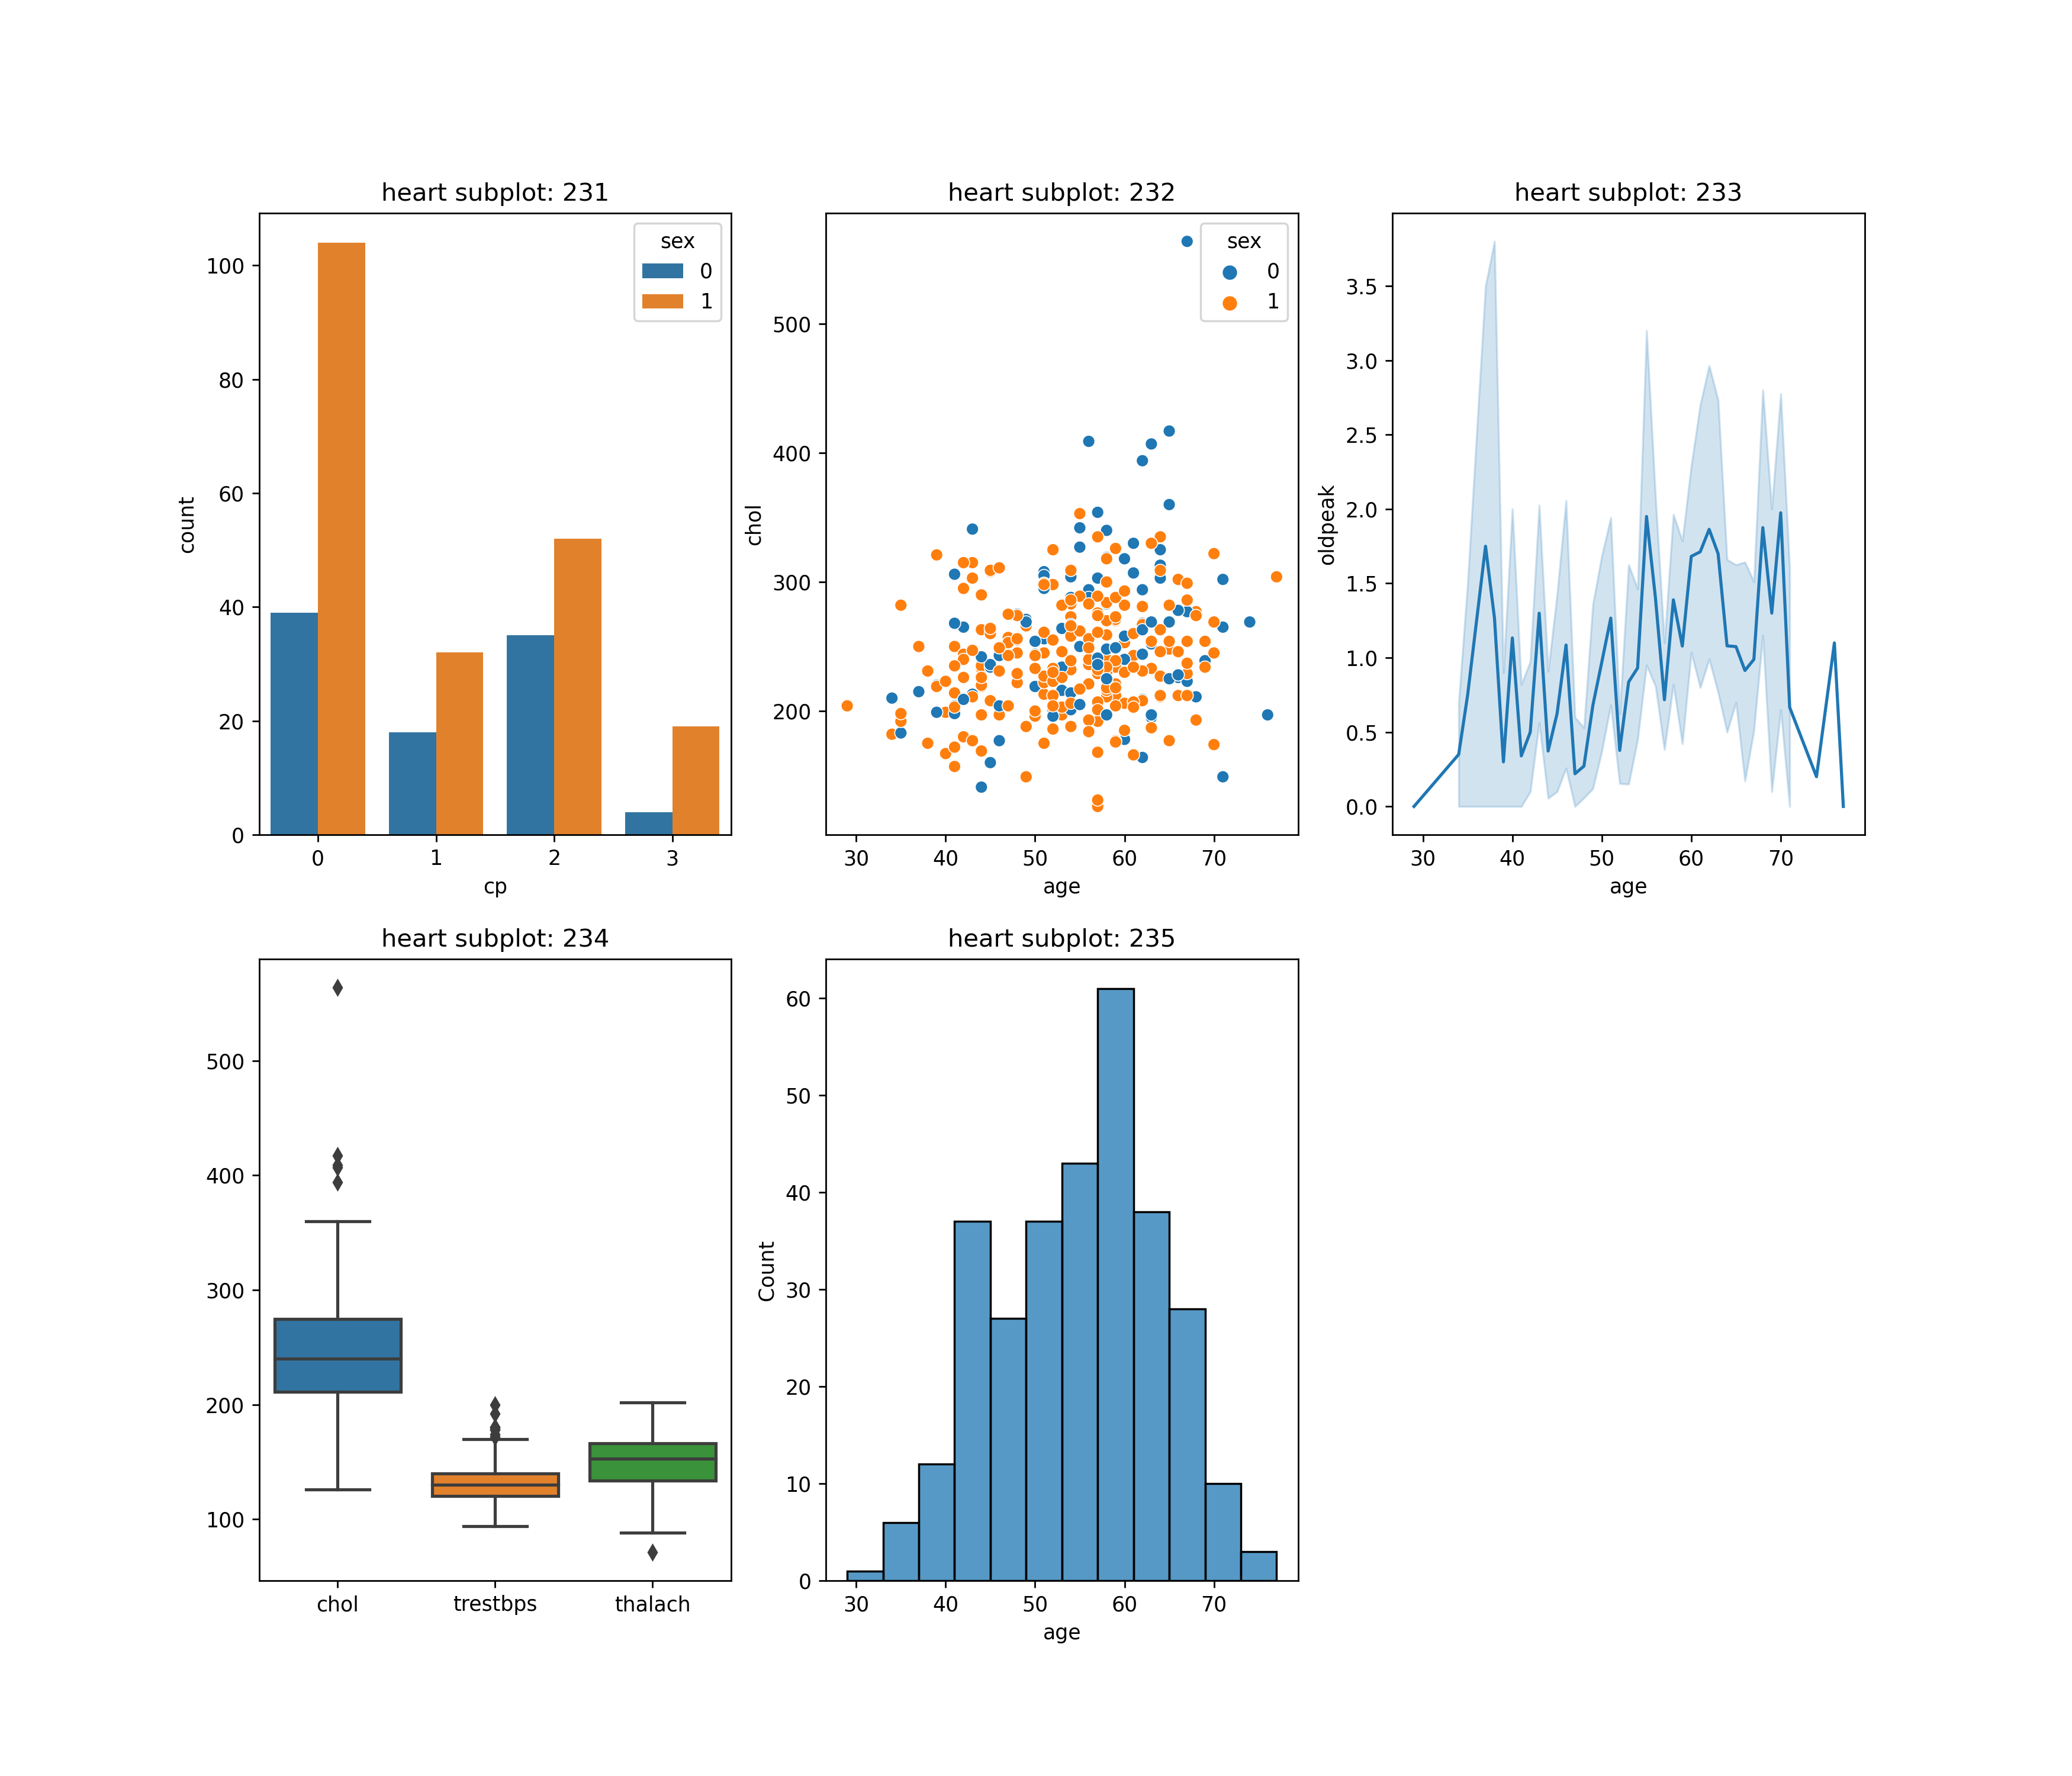 heart subplot: 231
count
100
80
60
40
20
0
0 1 2 3
cp
sex
0
1
heart subplot: 232
chol
500
400
300
200
30 40 50 60 70
age
sex
0
1
heart subplot: 233
oldpeak
3.5
3.0
2.5
2.0
1.5
1.0
0.5
0.0
30 40 50 60 70
age
heart subplot: 234
500
400
300
200
100
chol trestbps thalach
heart subplot: 235
Count
60
50
40
30
20
10
0
30 40 50 60 70
age